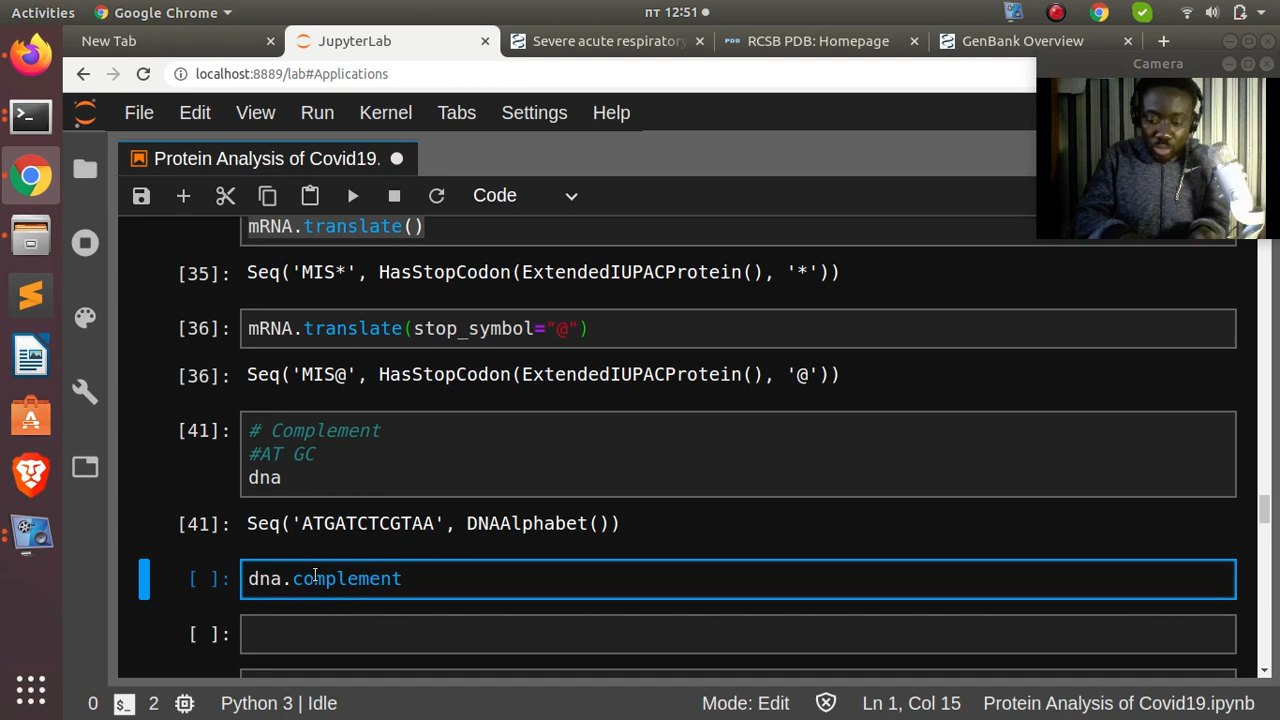 Activities Google Chrome пт 12:51
New Tab JupyterLab Severe acute respiratory RCSB PDB: Homepage GenBank Overview
localhost:8889/lab#Applications
Camera
File Edit View Run Kernel Tabs Settings Help
Protein Analysis of Covid19.
Code
mRNA.translate()
[35]: Seq('MIS*', HasStopCodon(ExtendedIUPACProtein(), '*'))
[36]: mRNA.translate(stop_symbol="@")
[36]: Seq('MIS@', HasStopCodon(ExtendedIUPACProtein(), '@'))
[41]: # Complement
#AT GC
dna
[41]: Seq('ATGATCTCGTAA', DNAAlphabet())
[ ]: dna.complement
[ ]:
0 2 Python 3 | Idle Mode: Edit Ln 1, Col 15 Protein Analysis of Covid19.ipynb